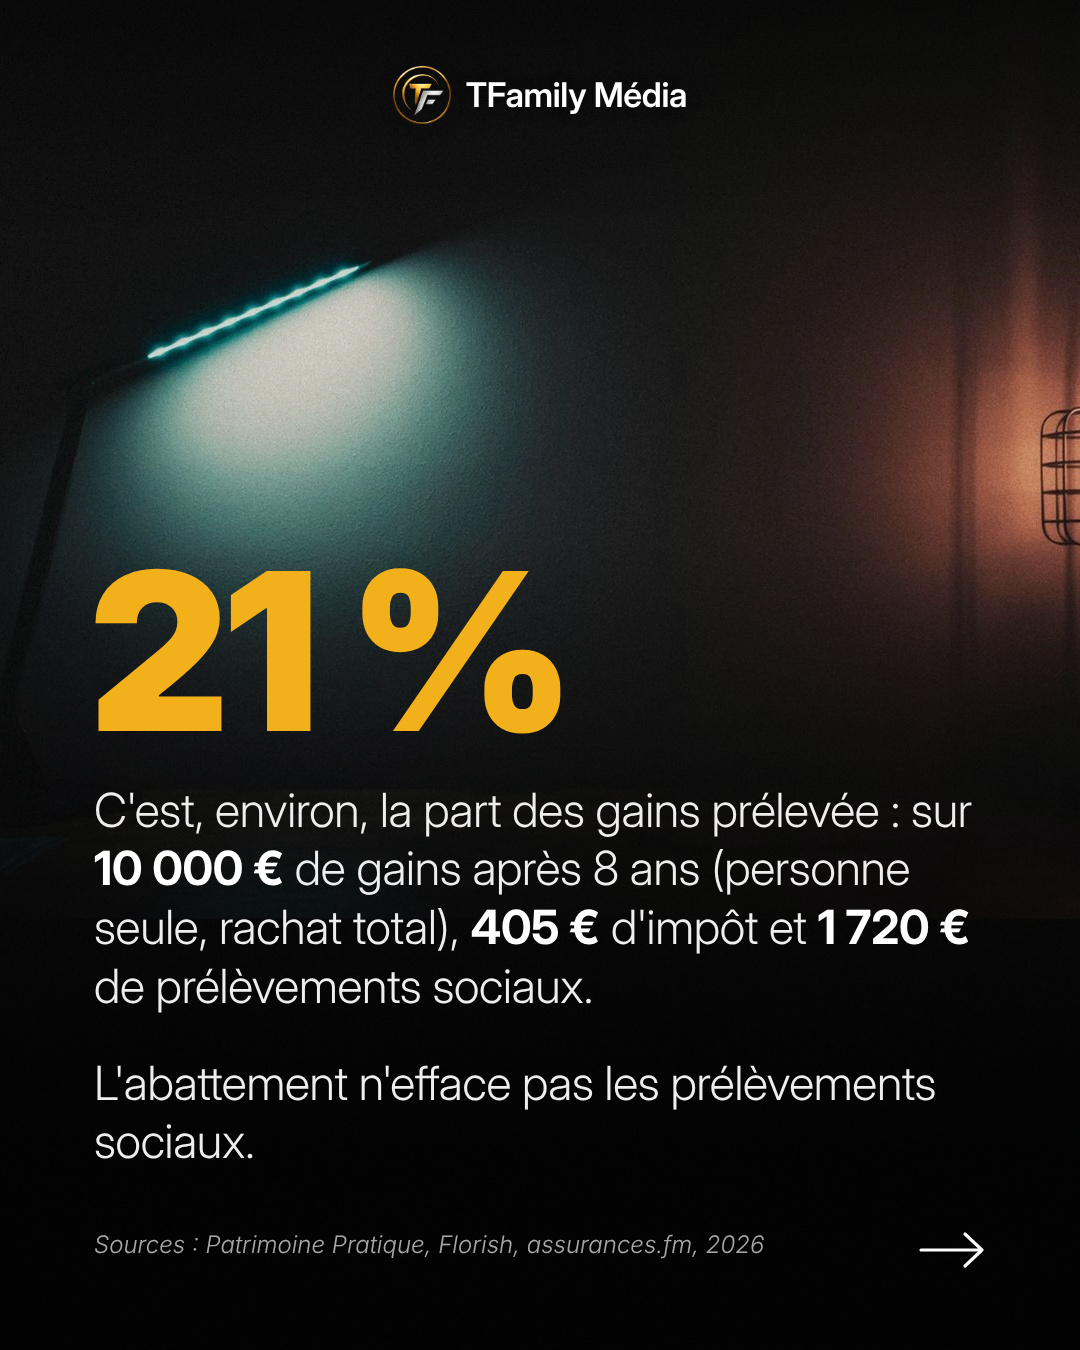 TF TFamily Média
21 %
C'est, environ, la part des gains prélevée : sur
10 000 € de gains après 8 ans (personne
seule, rachat total), 405 € d'impôt et 1 720 €
de prélèvements sociaux.
L'abattement n'efface pas les prélèvements
sociaux.
Sources : Patrimoine Pratique, Florish, assurances.fm, 2026